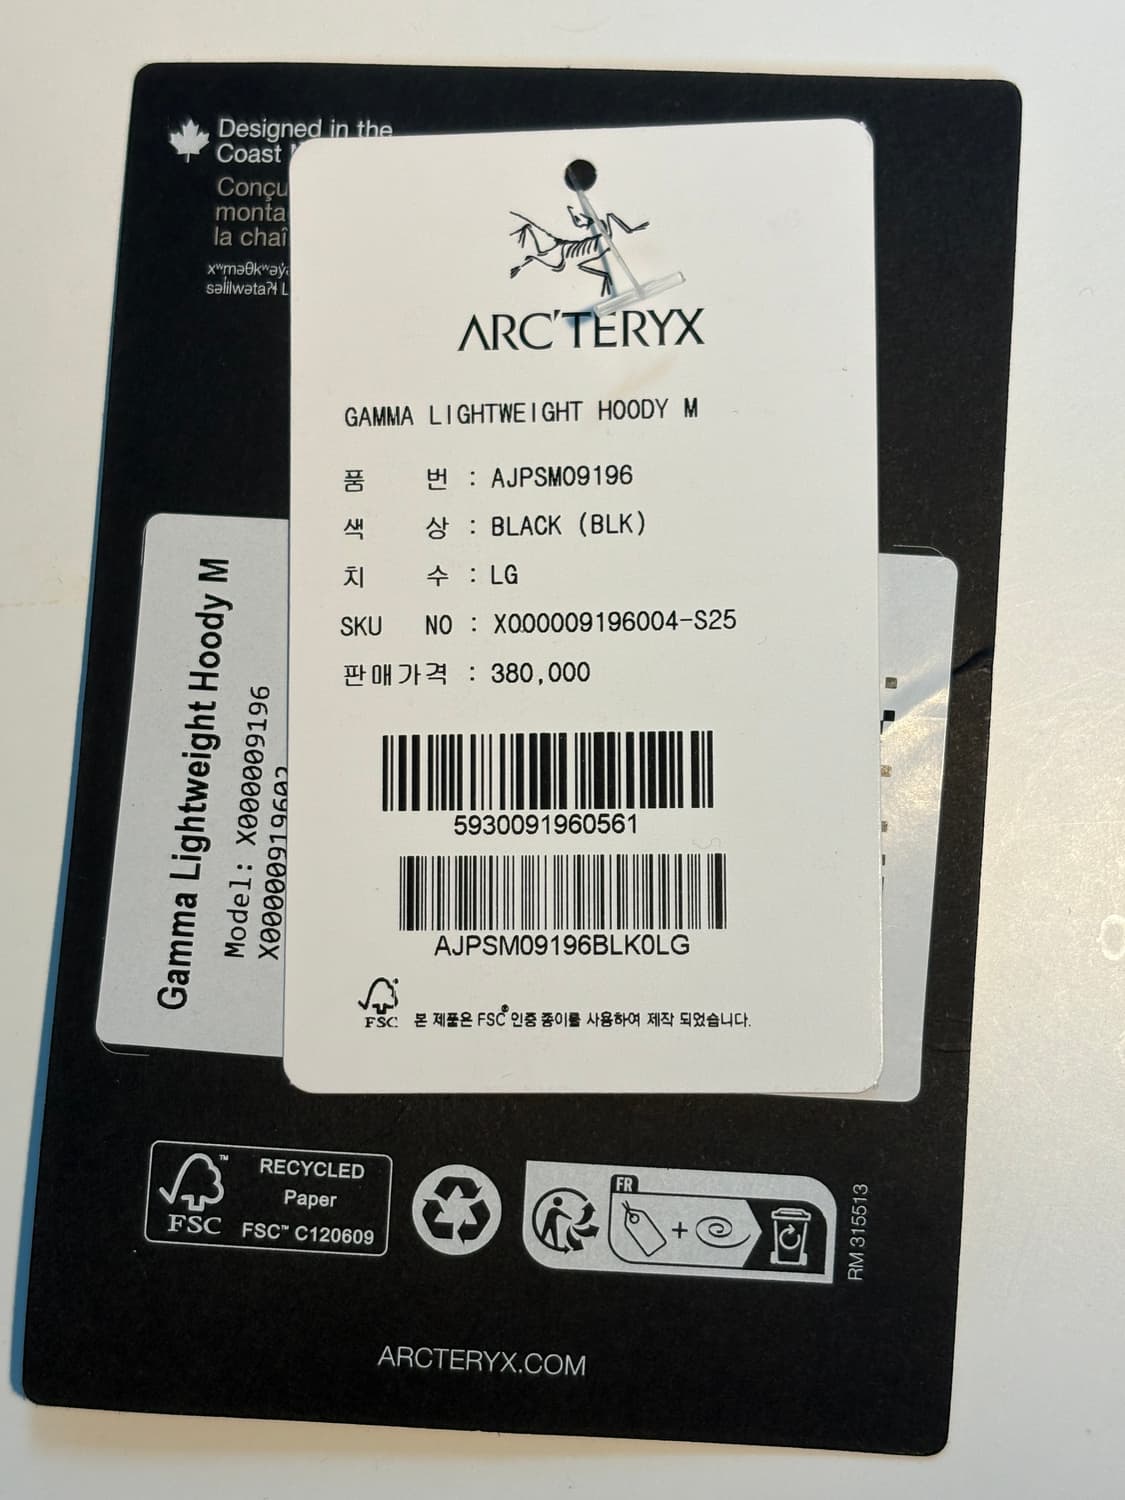 Designed in the
Coast
Conçu
monta
la chaî
ARC'TERYX
GAMMA LIGHTWEIGHT HOODY M
품 번 : AJPSM09196
색 상 : BLACK (BLK)
치 수 : LG
SKU NO : X000009196004-S25
판매가격 : 380,000
5930091960561
AJPSM09196BLK0LG
FSC 본 제품은 FSC® 인증 종이를 사용하여 제작 되었습니다.
Gamma Lightweight Hoody M
Model: X000009196
FSC™
RECYCLED
Paper
FSC™ C120609
FR
RM 315513
ARCTERYX.COM